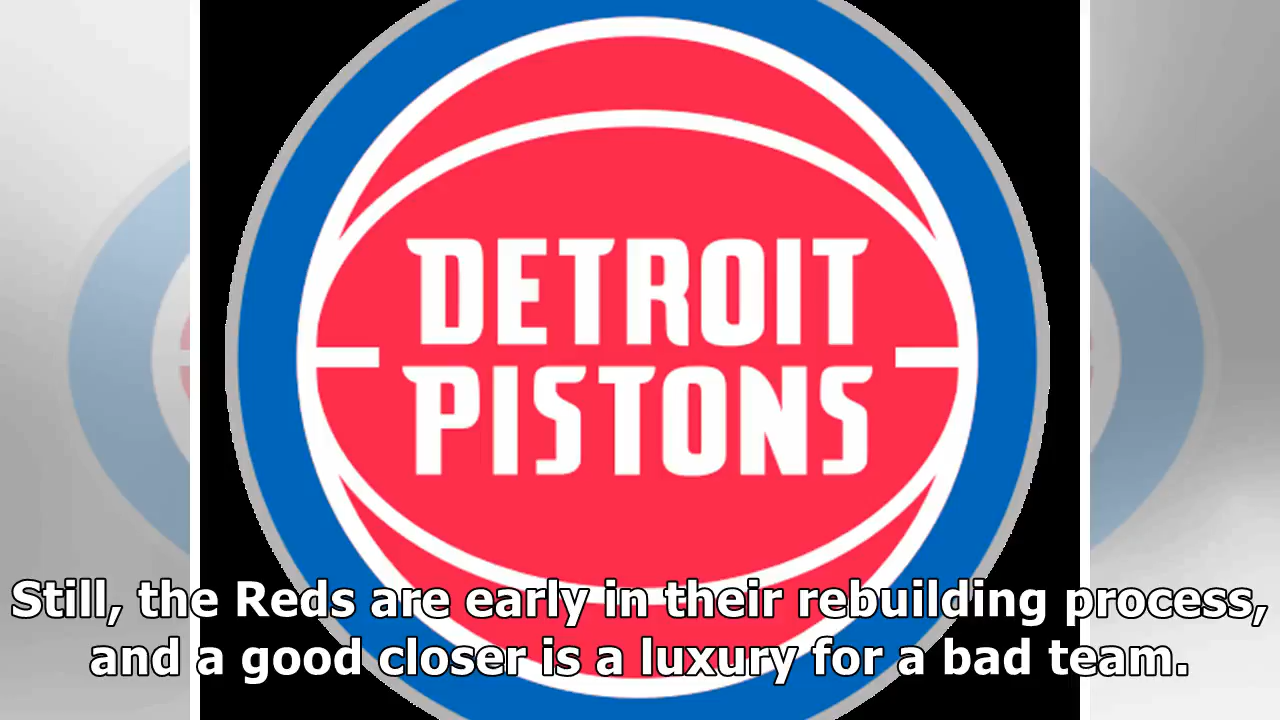 DETROIT
PISTONS
Still, the Reds are early in their rebuilding process,
and a good closer is a luxury for a bad team.